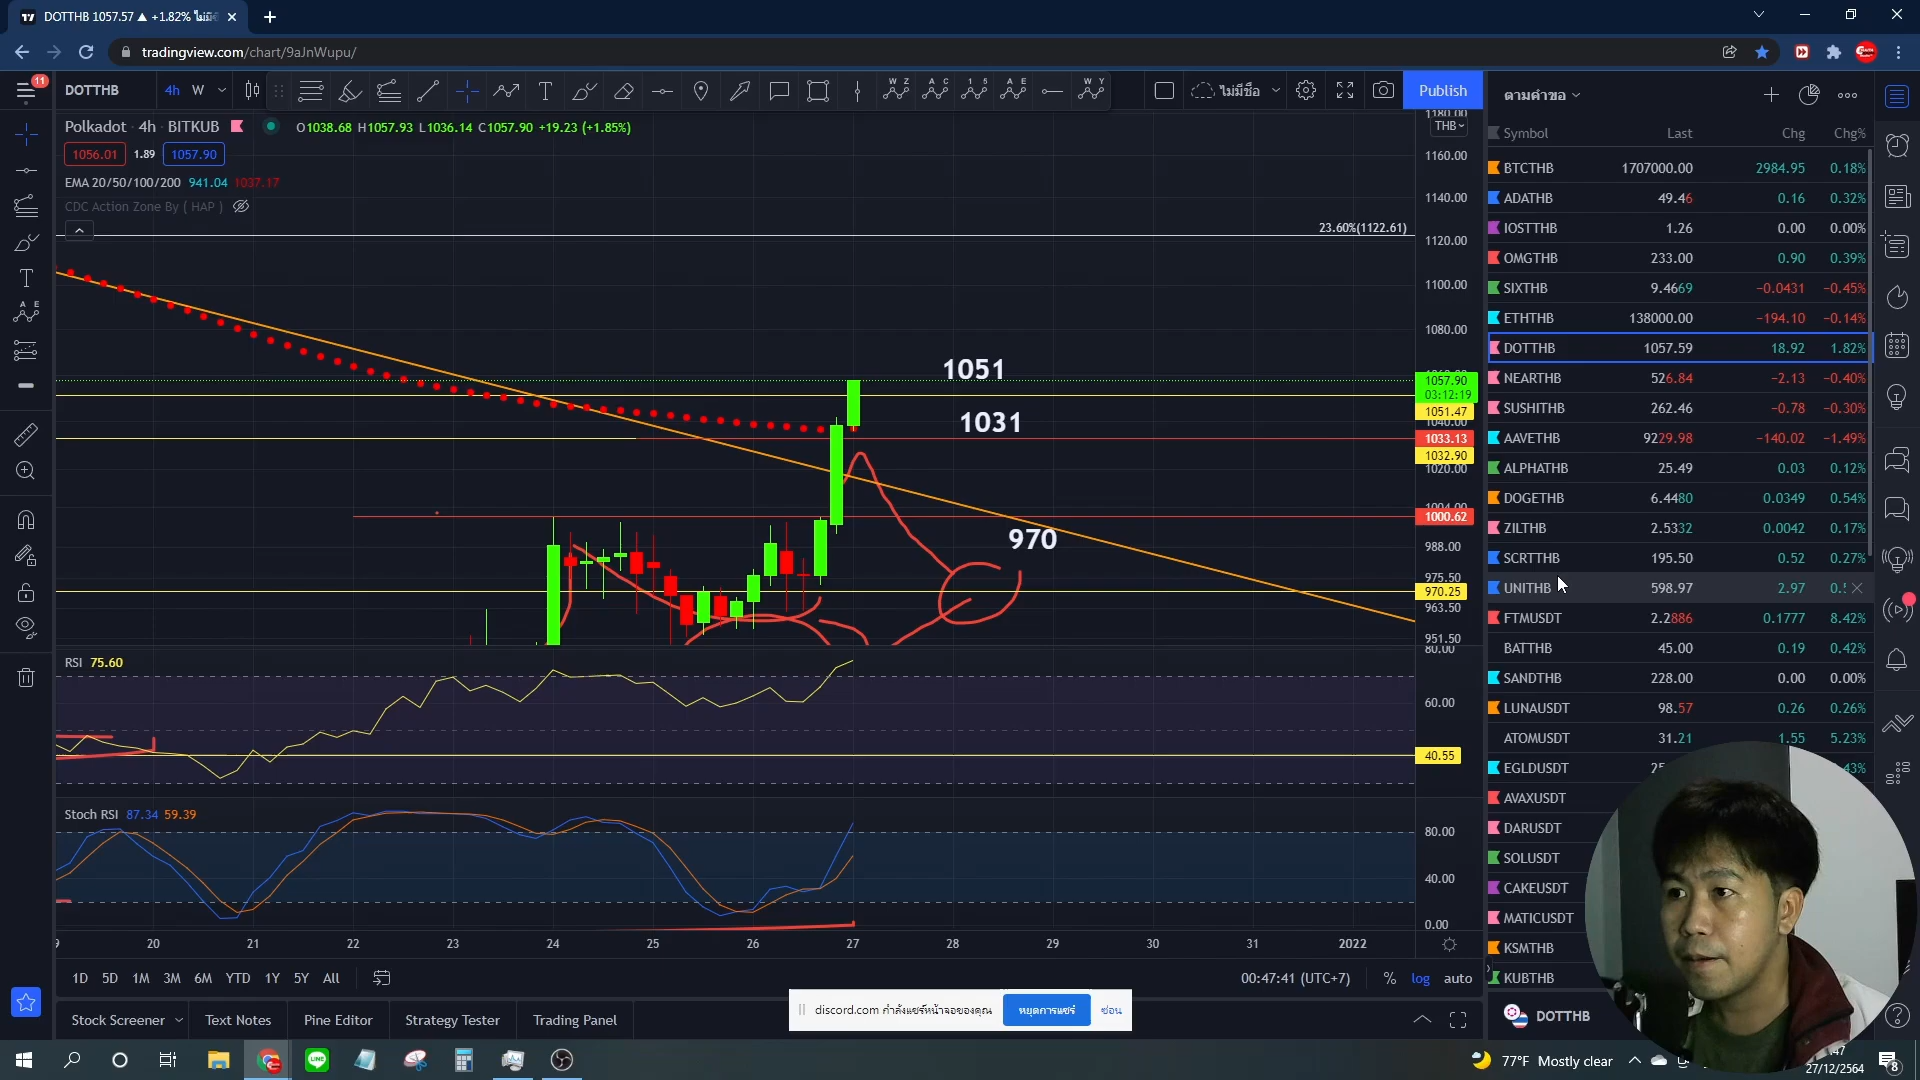 DOTTHB 1057.57 ▲ +1.82% ไม่มีชื่
tradingview.com/chart/9aJnWupu/
11
DOTTHB 4h W
W Z A C 1 5 A E W Y
ไม่มีชื่อ
Publish
Polkadot · 4h · BITKUB O1038.68 H1057.93 L1036.14 C1057.90 +19.23 (+1.85%)
1056.01 1.89 1057.90
EMA 20/50/100/200 941.04 1037.17
CDC Action Zone By ( HAP )
A E
23.60%(1122.61)
1051
1031
970
THB
1160.00
1140.00
1120.00
1100.00
1080.00
1057.90
03:12:19
1051.47
1040.00
1033.13
1032.90
1020.00
1000.62
988.00
975.50
970.25
963.50
951.50
RSI 75.60
80.00
60.00
40.55
Stoch RSI 87.34 59.39
80.00
40.00
0.00
20 21 22 23 24 25 26 27 28 29 30 31 2022
1D 5D 1M 3M 6M YTD 1Y 5Y All
00:47:41 (UTC+7) % log auto
Stock Screener Text Notes Pine Editor Strategy Tester Trading Panel
discord.com กำลังแชร์หน้าจอของคุณ หยุดการแชร์ ซ่อน
ตามคำขอ
Symbol Last Chg Chg%
BTCTHB 1707000.00 2984.95 0.18%
ADATHB 49.46 0.16 0.32%
IOSTTHB 1.26 0.00 0.00%
OMGTHB 233.00 0.90 0.39%
SIXTHB 9.4669 −0.0431 −0.45%
ETHTHB 138000.00 −194.10 −0.14%
DOTTHB 1057.59 18.92 1.82%
NEARTHB 526.84 −2.13 −0.40%
SUSHITHB 262.46 −0.78 −0.30%
AAVETHB 9229.98 −140.02 −1.49%
ALPHATHB 25.49 0.03 0.12%
DOGETHB 6.4480 0.0349 0.54%
ZILTHB 2.5332 0.0042 0.17%
SCRTTHB 195.50 0.52 0.27%
UNITHB 598.97 2.97
FTMUSDT 2.2886 0.1777 8.42%
BATTHB 45.00 0.19 0.42%
SANDTHB 228.00 0.00 0.00%
LUNAUSDT 98.57 0.26 0.26%
ATOMUSDT 31.21 1.55 5.23%
EGLDUSDT
AVAXUSDT
DARUSDT
SOLUSDT
CAKEUSDT
MATICUSDT
KSMTHB
KUBTHB
DOTTHB
77°F Mostly clear
27/12/2564
8